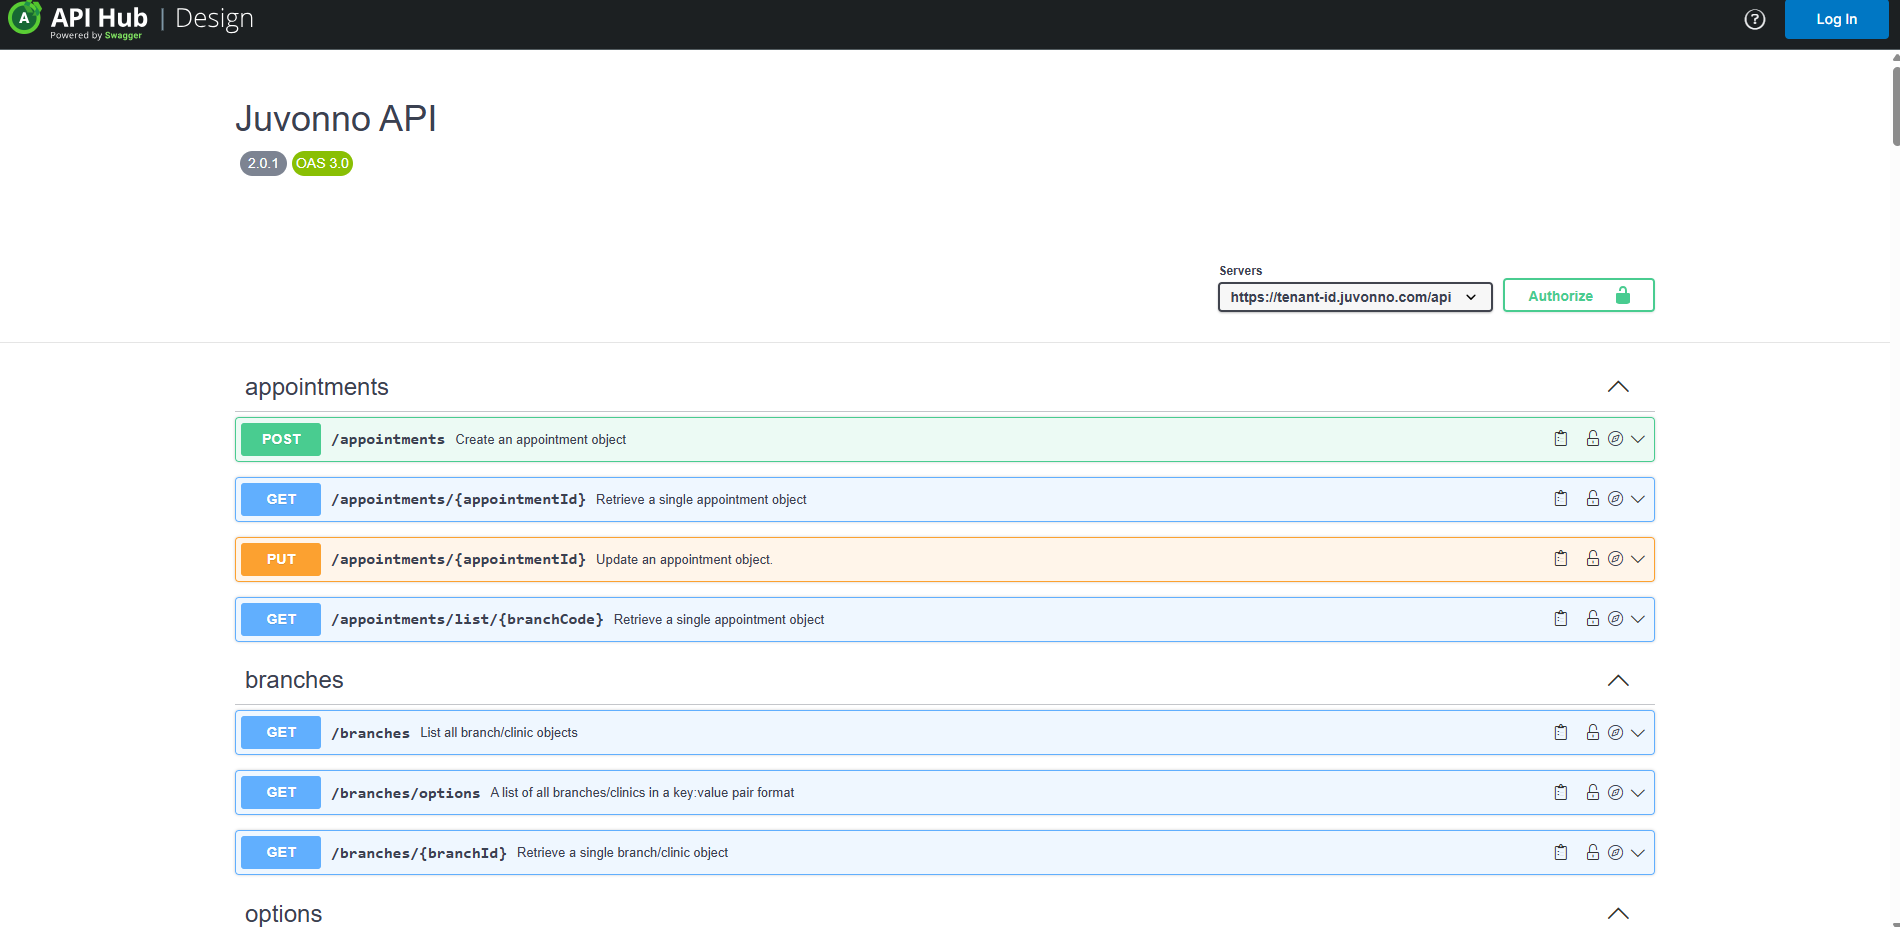 API Hub | Design
Powered by Swagger
?
Log In
Juvonno API
2.0.1 OAS 3.0
Servers
https://tenant-id.juvonno.com/api
Authorize
appointments
POST /appointments Create an appointment object
GET /appointments/{appointmentId} Retrieve a single appointment object
PUT /appointments/{appointmentId} Update an appointment object.
GET /appointments/list/{branchCode} Retrieve a single appointment object
branches
GET /branches List all branch/clinic objects
GET /branches/options A list of all branches/clinics in a key:value pair format
GET /branches/{branchId} Retrieve a single branch/clinic object
options